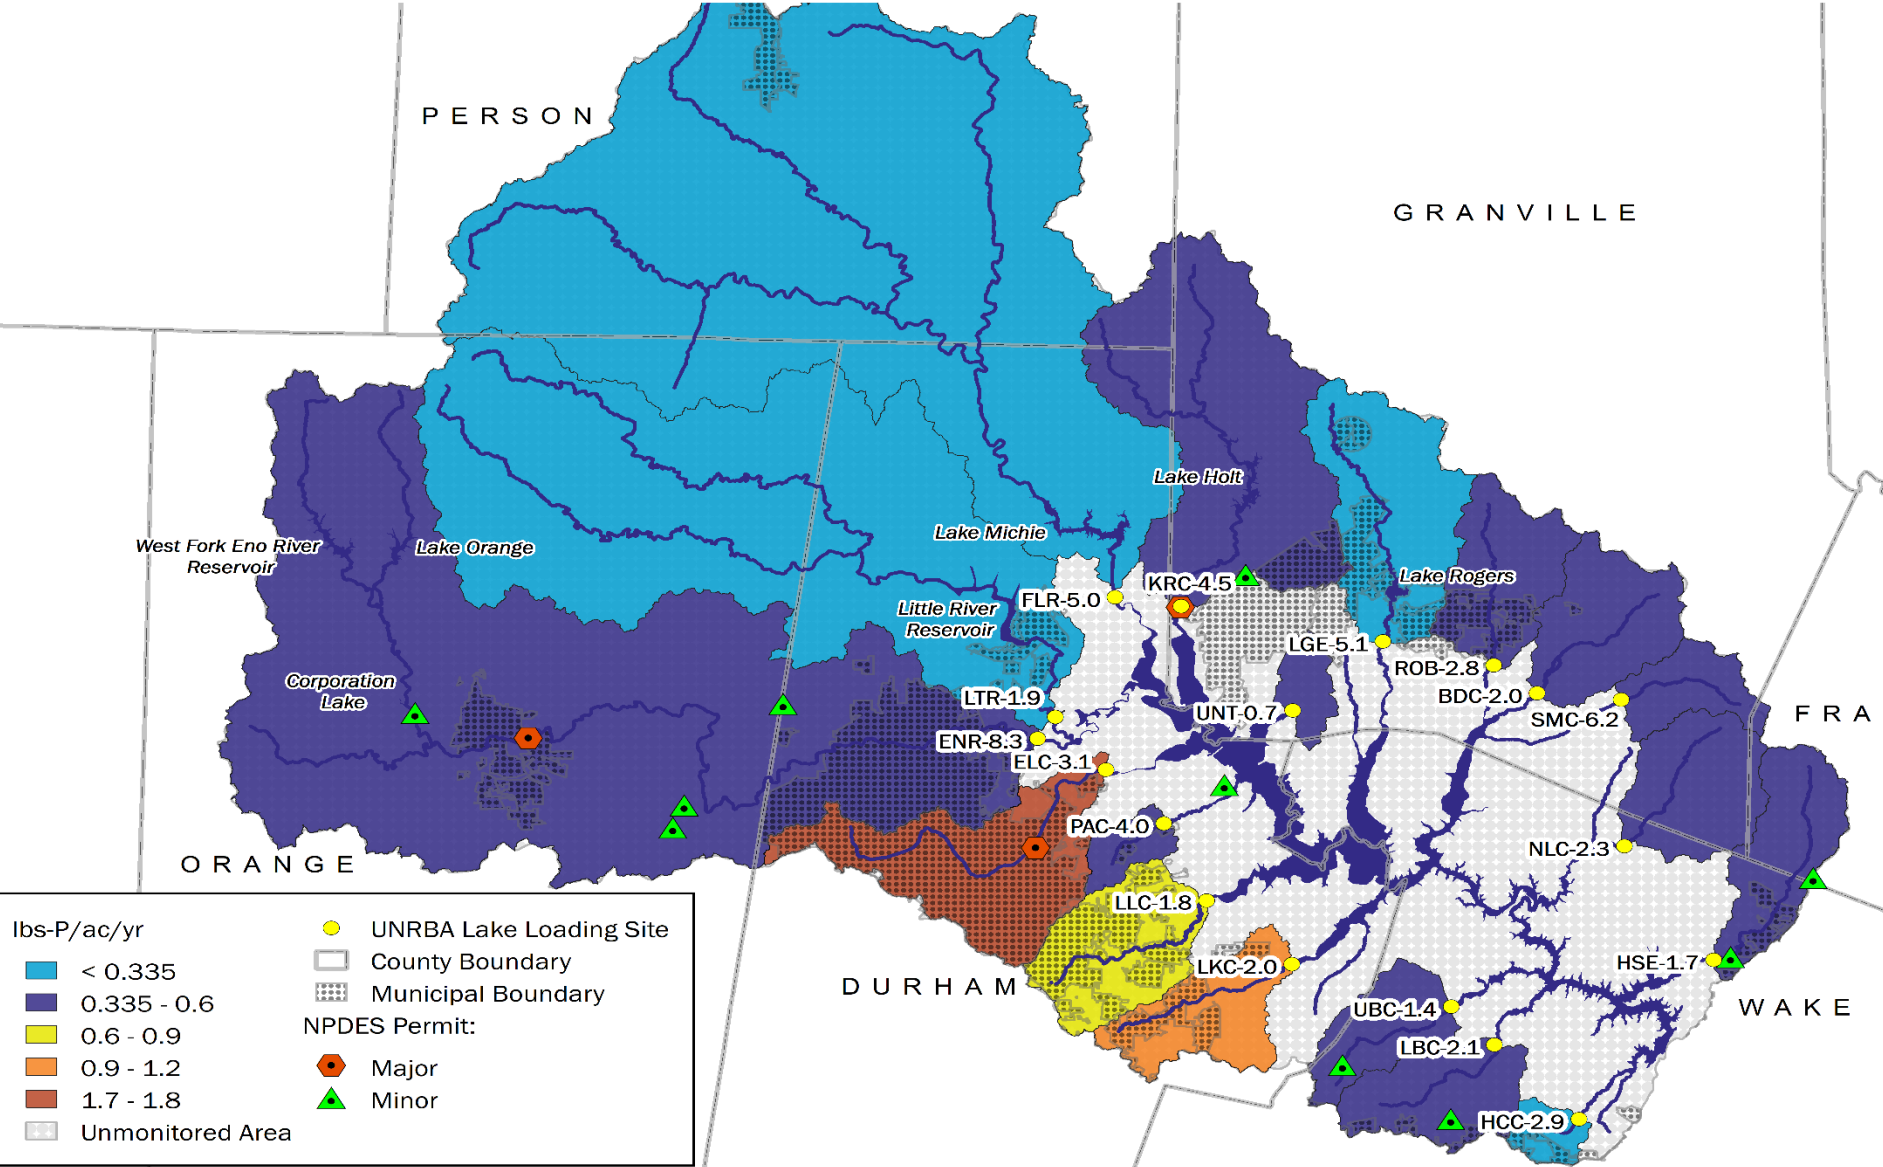 PERSON
GRANVILLE
Lake Holt
Lake Michie
West Fork Eno River
Reservoir
Lake Orange
Lake Rogers
KRC-4.5
FLR-5.0
Little River
Reservoir
LGE-5.1
ROB-2.8
Corporation
Lake
LTR-1.9
BDC-2.0
UNT-0.7
SMC-6.2
FRA
ENR-8.3
ELC-3.1
PAC-4.0
NLC-2.3
ORANGE
LLC-1.8
LKC-2.0
HSE-1.7
DURHAM
UBC-1.4
WAKE
LBC-2.1
HCC-2.9
lbs-P/ac/yr
< 0.335
0.335 - 0.6
0.6 - 0.9
0.9 - 1.2
1.7 - 1.8
Unmonitored Area
UNRBA Lake Loading Site
County Boundary
Municipal Boundary
NPDES Permit:
Major
Minor